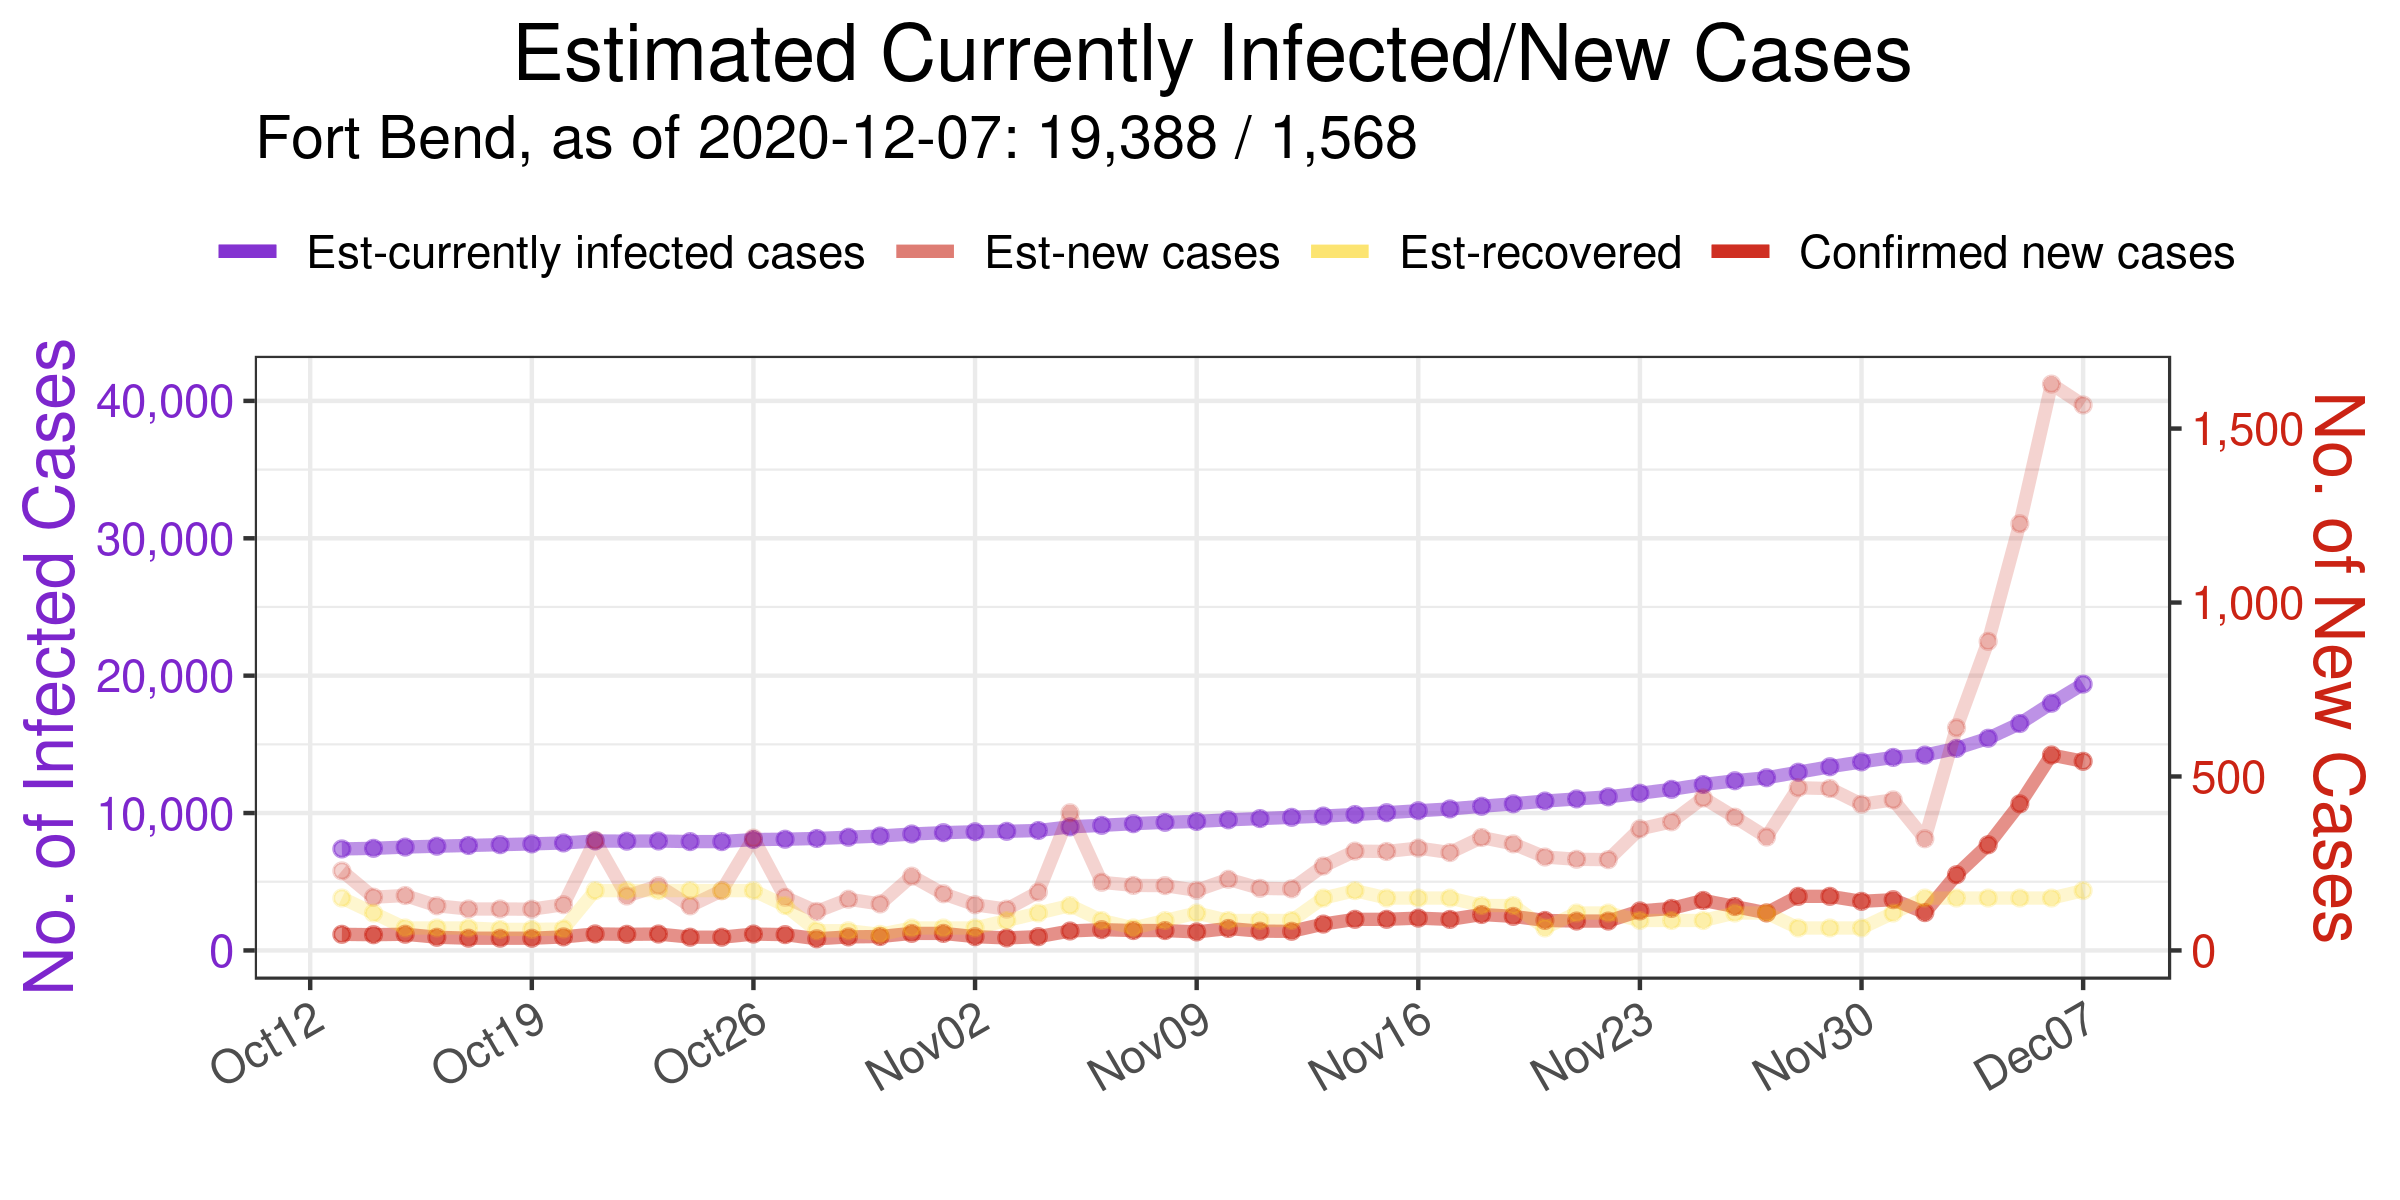 Estimated Currently Infected/New Cases
Fort Bend, as of 2020-12-07: 19,388 / 1,568
Est-currently infected cases Est-new cases Est-recovered Confirmed new cases
No. of Infected Cases
40,000
30,000
20,000
10,000
0
1,500
1,000
500
0
No. of New Cases
Oct12 Oct19 Oct26 Nov02 Nov09 Nov16 Nov23 Nov30 Dec07